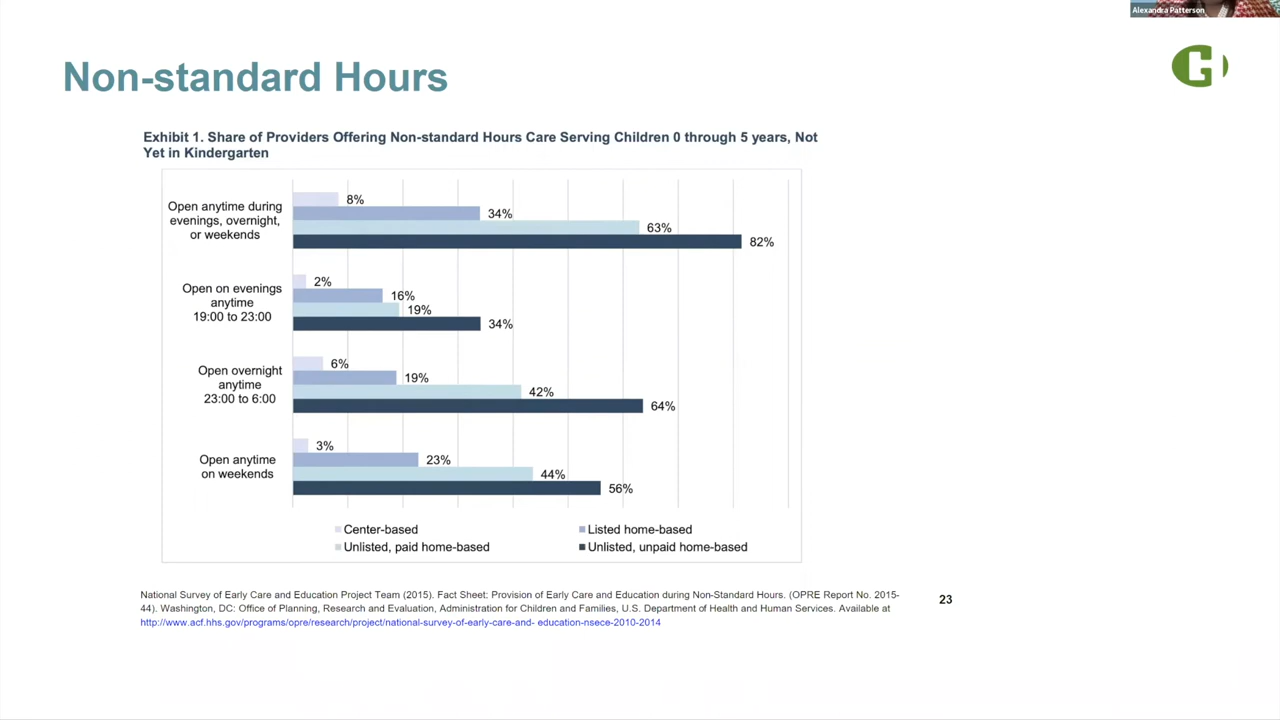 Alexandra Patterson
Non-standard Hours
G
Exhibit 1. Share of Providers Offering Non-standard Hours Care Serving Children 0 through 5 years, Not
Yet in Kindergarten
Open anytime during
evenings, overnight,
or weekends
8%
34%
63%
82%
Open on evenings
anytime
19:00 to 23:00
2%
16%
19%
34%
Open overnight
anytime
23:00 to 6:00
6%
19%
42%
64%
Open anytime
on weekends
3%
23%
44%
56%
Center-based
Listed home-based
Unlisted, paid home-based
Unlisted, unpaid home-based
National Survey of Early Care and Education Project Team (2015). Fact Sheet: Provision of Early Care and Education during Non-Standard Hours. (OPRE Report No. 2015-
44). Washington, DC: Office of Planning, Research and Evaluation, Administration for Children and Families, U.S. Department of Health and Human Services. Available at
http://www.acf.hhs.gov/programs/opre/research/project/national-survey-of-early-care-and- education-nsece-2010-2014
23